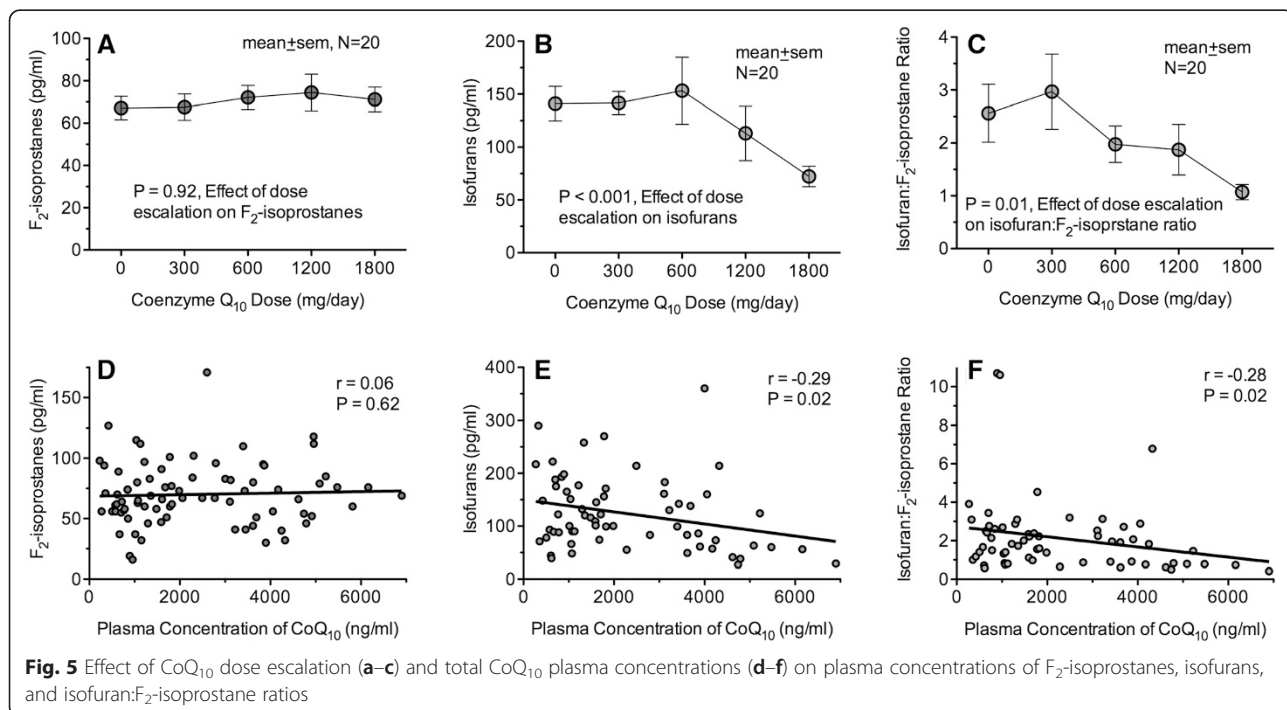 A
mean±sem, N=20
F2-isoprostanes (pg/ml)
100
80
60
40
20
0
P = 0.92, Effect of dose
escalation on F2-isoprostanes
0 300 600 1200 1800
Coenzyme Q10 Dose (mg/day)
B
mean±sem
N=20
Isofurans (pg/ml)
200
150
100
50
0
P < 0.001, Effect of dose
escalation on isofurans
0 300 600 1200 1800
Coenzyme Q10 Dose (mg/day)
C
mean±sem
N=20
Isofuran:F2-isoprostane Ratio
4
3
2
1
0
P = 0.01, Effect of dose escalation
on isofuran:F2-isoprstane ratio
0 300 600 1200 1800
Coenzyme Q10 Dose (mg/day)
D
r = 0.06
P = 0.62
F2-isoprostanes (pg/ml)
150
100
50
0
0 2000 4000 6000
Plasma Concentration of CoQ10 (ng/ml)
E
r = -0.29
P = 0.02
Isofurans (pg/ml)
400
300
200
100
0
0 2000 4000 6000
Plasma Concentration of CoQ10 (ng/ml)
F
r = -0.28
P = 0.02
Isofuran:F2-isoprostane Ratio
10
8
6
4
2
0
0 2000 4000 6000
Plasma Concentration of CoQ10 (ng/ml)
Fig. 5 Effect of CoQ10 dose escalation (a–c) and total CoQ10 plasma concentrations (d–f) on plasma concentrations of F2-isoprostanes, isofurans,
and isofuran:F2-isoprostane ratios